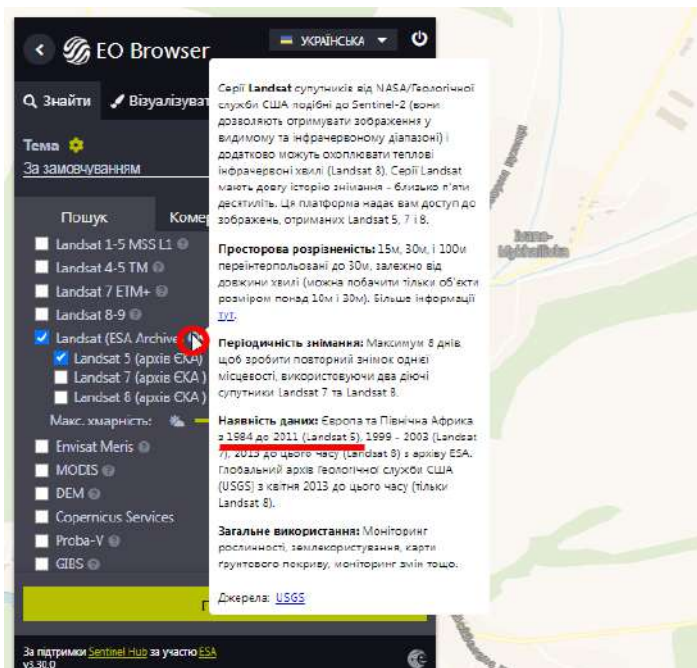 EO Browser
УКРАЇНСЬКА
Знайти
Візуалізуват
Тема
За замовчуванням
Пошук
Комер
Landsat 1-5 MSS L1
Landsat 4-5 TM
Landsat 7 ETM+
Landsat 8-9
Landsat (ESA Archive)
Landsat 5 (архів ЄКА)
Landsat 7 (архів ЄКА )
Landsat 8 (архів ЄКА )
Макс. хмарність:
Envisat Meris
MODIS
DEM
Copernicus Services
Proba-V
GIBS
За підтримки Sentinel Hub за участю ESA
v3.30.0
Серії Landsat супутників від NASA/Геологічної
служби США подібні до Sentinel-2 (вони
дозволяють отримувати зображення у
видимому та інфрачервоному діапазоні) і
додатково можуть охоплювати теплові
інфрачервоні хвилі (Landsat 8). Серії Landsat
мають довгу історію знімання - близько п'яти
десятиліть. Ця платформа надає вам доступ до
зображень, отриманих Landsat 5, 7 і 8.
Просторова розрізненість: 15м, 30м, і 100м
переінтерпольовані до 30м, залежно від
довжини хвилі (можна побачити тільки об'єкти
розміром понад 10м і 30м). Більше інформації
тут.
Періодичність знімання: Максимум 8 днів,
щоб зробити повторний знімок однієї
місцевості, використовуючи два діючі
супутники Landsat 7 та Landsat 8.
Наявність даних: Європа та Північна Африка
з 1984 до 2011 (Landsat 5), 1999 - 2003 (Landsat
7), 2013 до цього часу (Landsat 8) з архіву ESA.
Глобальний архів Геологічної служби США
(USGS) з квітня 2013 до цього часу (тільки
Landsat 8).
Загальне використання: Моніторинг
рослинності, землекористування, карти
ґрунтового покриву, моніторинг змін тощо.
Джерела: USGS
Ivano-
Mykhailivka